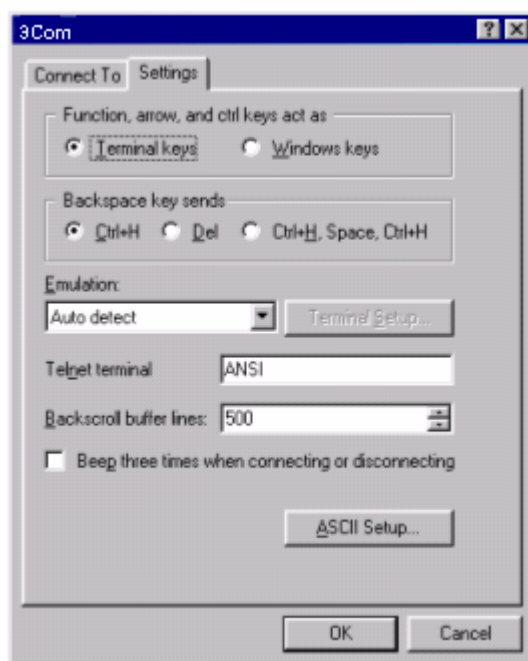 3Com
Connect To Settings
Function, arrow, and ctrl keys act as
Terminal keys Windows keys
Backspace key sends
Ctrl+H Del Ctrl+H, Space, Ctrl+H
Emulation:
Auto detect Terminal Setup...
Telnet terminal ANSI
Backscroll buffer lines: 500
Beep three times when connecting or disconnecting
ASCII Setup...
OK Cancel